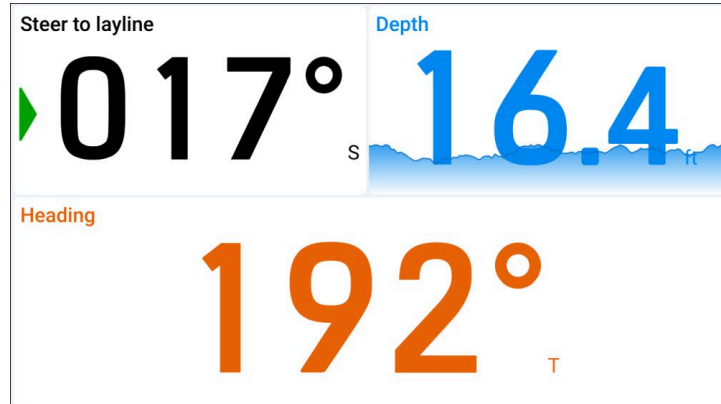 Steer to layline
017°
S
Depth
16.4
ft
Heading
192°
T